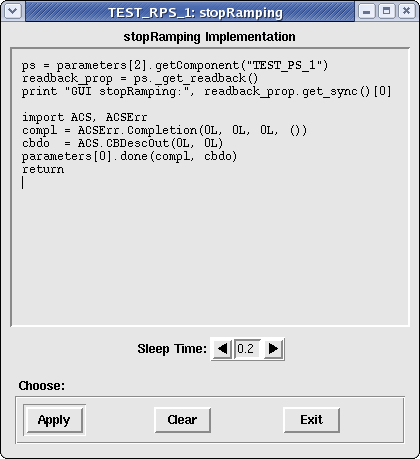 TEST_RPS_1: stopRamping
stopRamping Implementation
ps = parameters[2].getComponent("TEST_PS_1")
readback_prop = ps._get_readback()
print "GUI stopRamping:", readback_prop.get_sync()[0]
import ACS, ACSErr
compl = ACSErr.Completion(0L, 0L, 0L, ())
cbdo  = ACS.CBDescOut(0L, 0L)
parameters[0].done(compl, cbdo)
return
Sleep Time: 0.2
Choose:
Apply Clear Exit